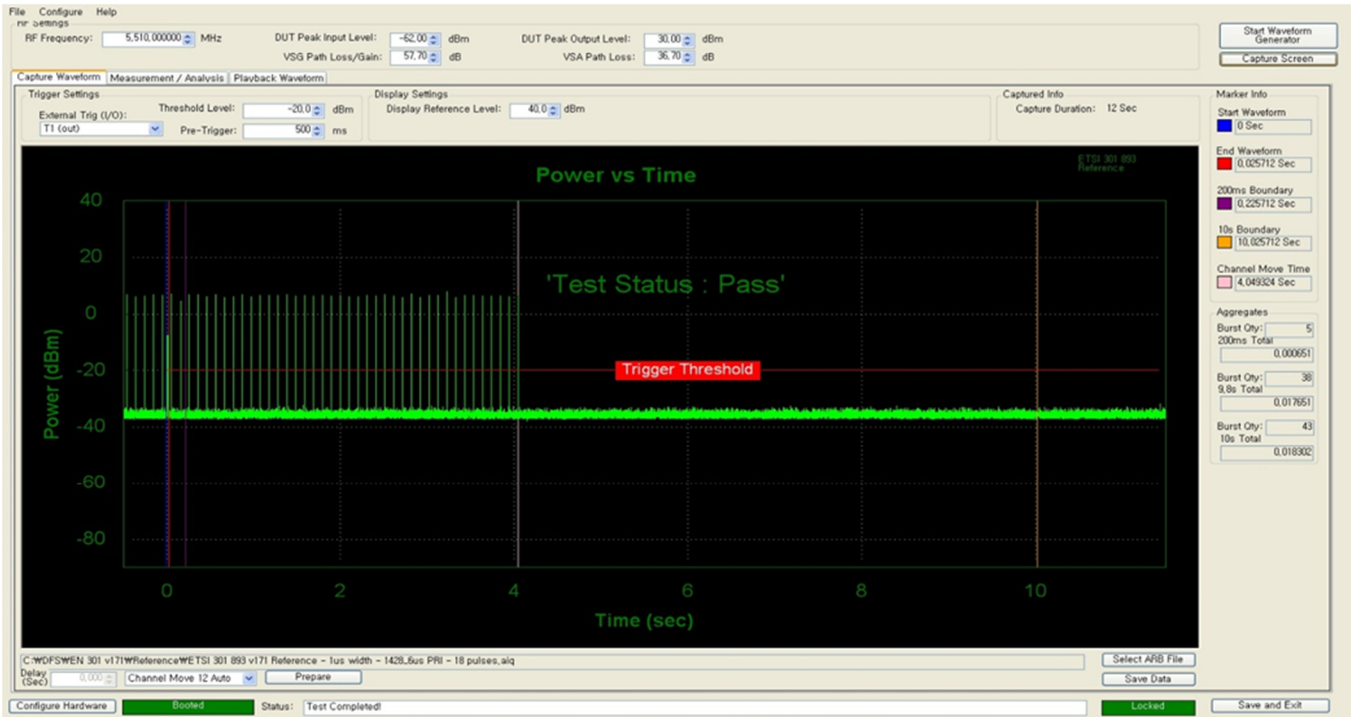 File Configure Help
RF Settings
RF Frequency: 5,510,000000 MHz DUT Peak Input Level: -62,00 dBm DUT Peak Output Level: 30,00 dBm
VSG Path Loss/Gain: 57,70 dB VSA Path Loss: 36,70 dB
Start Waveform
Generator
Capture Screen
Capture Waveform Measurement / Analysis Playback Waveform
Trigger Settings
External Trig (I/O):
T1 (out)
Threshold Level: -20,0 dBm
Pre-Trigger: 500 ms
Display Settings
Display Reference Level: 40,0 dBm
Captured Info
Capture Duration: 12 Sec
Marker Info
Start Waveform
0 Sec
End Waveform
0,025712 Sec
200ms Boundary
0,225712 Sec
10s Boundary
10,025712 Sec
Channel Move Time
4,049324 Sec
Aggregates
Burst Qty: 5
200ms Total
0,000651
Burst Qty: 38
9,8s Total
0,017651
Burst Qty: 43
10s Total
0,018302
ETSI 301 893
Reference
Power vs Time
'Test Status : Pass'
Trigger Threshold
Power (dBm)
40
20
0
-20
-40
-60
-80
0 2 4 6 8 10
Time (sec)
C:₩DFS₩EN 301 v171₩Reference₩ETSI 301 893 v171 Reference - 1us width - 1428,6us PRI - 18 pulses,aiq
Select ARB File
Delay
(Sec) 0,000 Channel Move 12 Auto Prepare
Save Data
Configure Hardware Booted Status: Test Completed! Locked Save and Exit